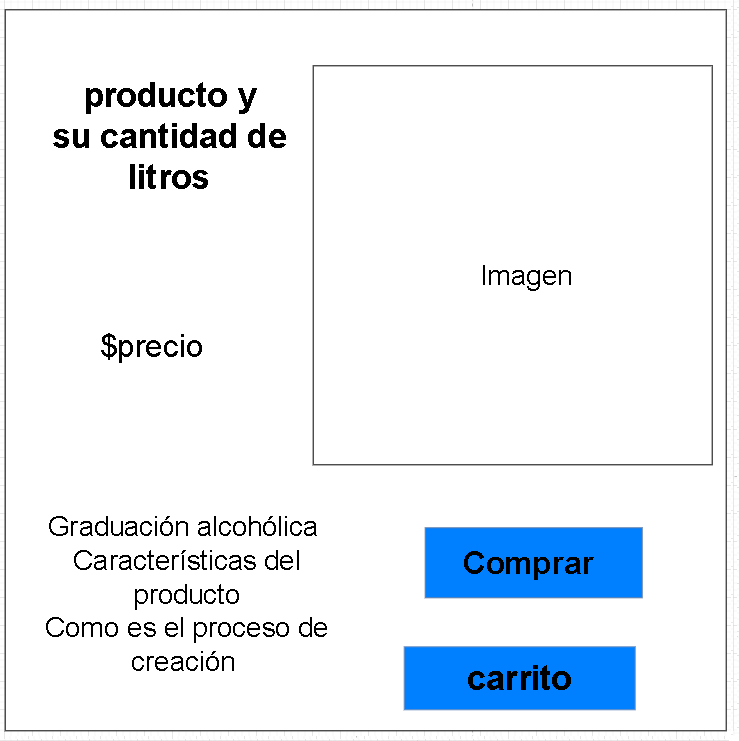 producto y
su cantidad de
litros
Imagen
$precio
Graduación alcohólica
Características del
producto
Como es el proceso de
creación
Comprar
carrito